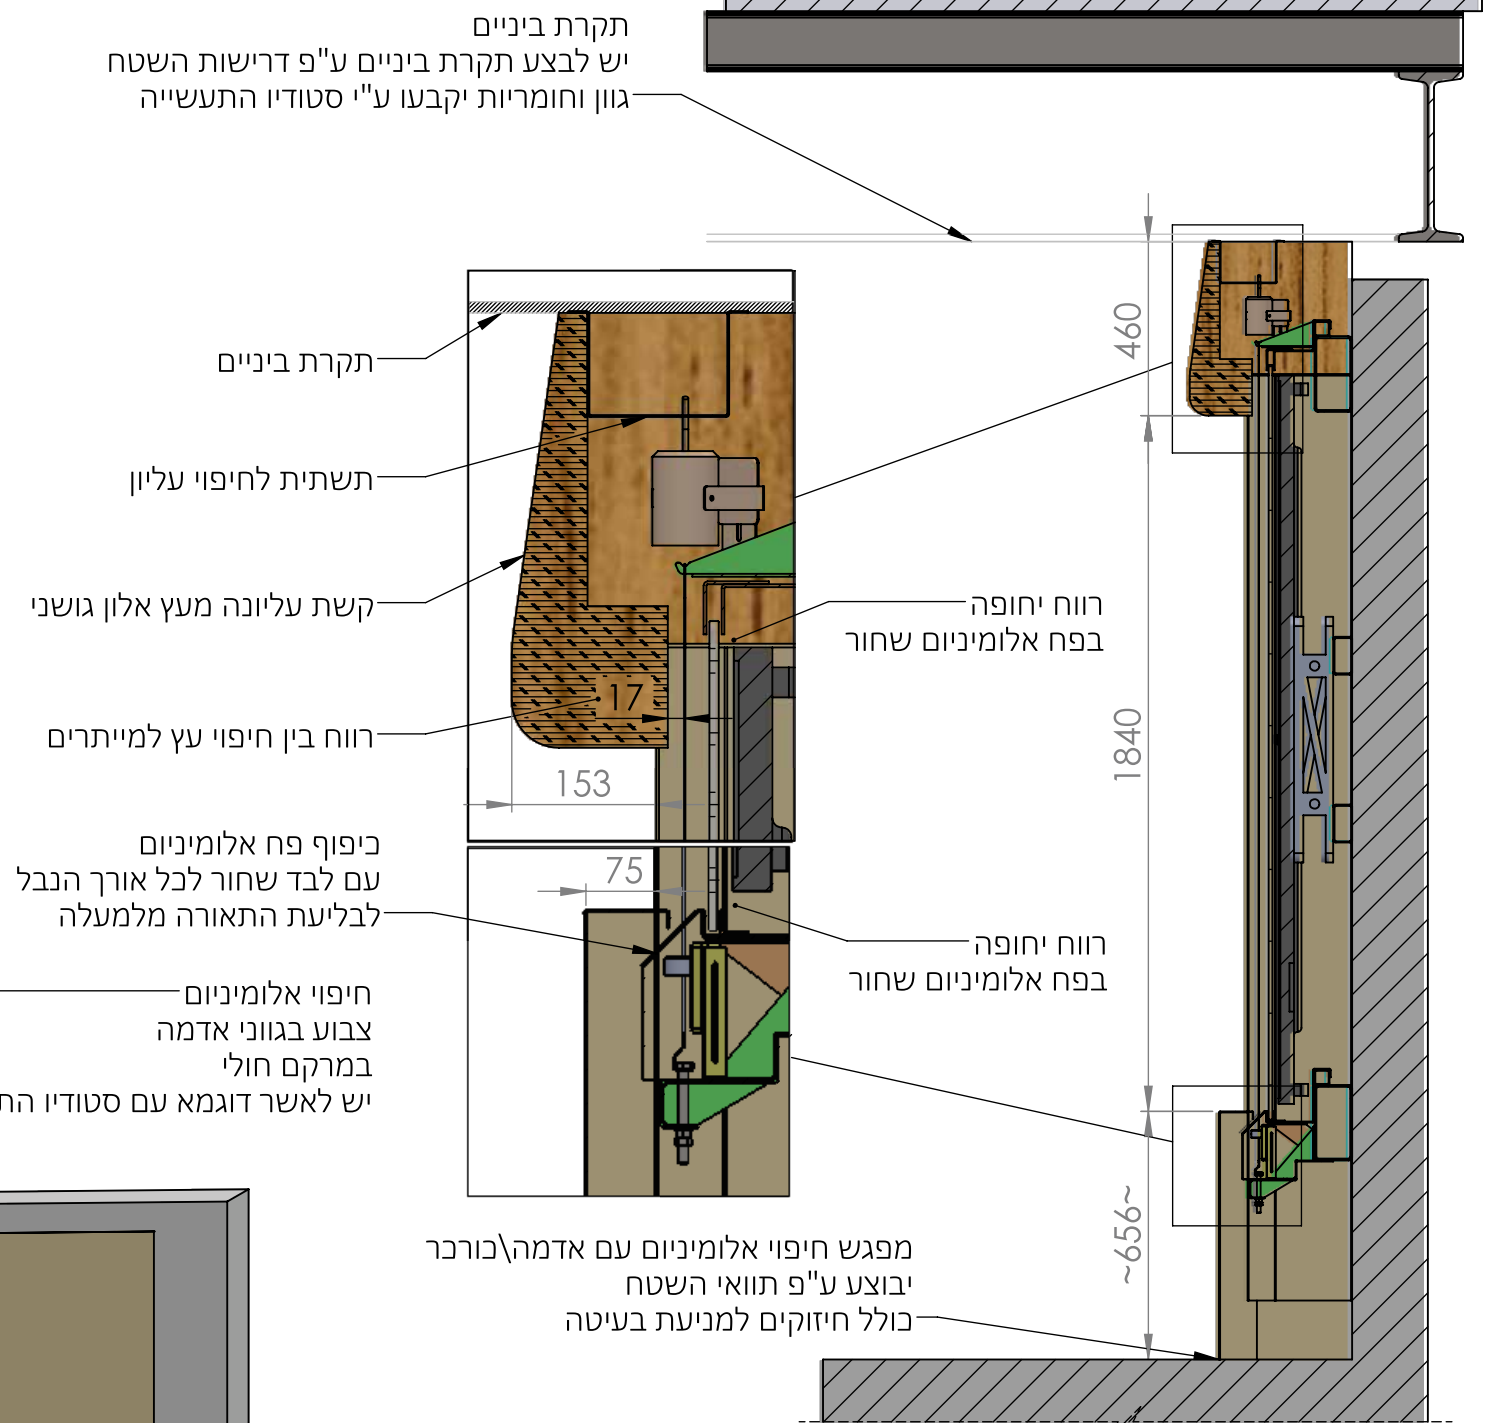 תקרת ביניים
יש לבצע תקרת ביניים ע"פ דרישות השטח
גוון וחומריות יקבעו ע"י סטודיו התעשייה
460
תקרת ביניים
תשתית לחיפוי עליון
קשת עליונה מעץ אלון גושני
רווח יחופה
בפח אלומיניום שחור
17
רווח בין חיפוי עץ למייתרים
153
1840
כיפוף פח אלומיניום
עם לבד שחור לכל אורך הנבל
לבליעת התאורה מלמעלה
75
רווח יחופה
בפח אלומיניום שחור
חיפוי אלומיניום
צבוע בגווני אדמה
במרקם חולי
יש לאשר דוגמא עם סטודיו הת
~656~
מפגש חיפוי אלומיניום עם אדמה\כורכר
יבוצע ע"פ תוואי השטח
כולל חיזוקים למניעת בעיטה